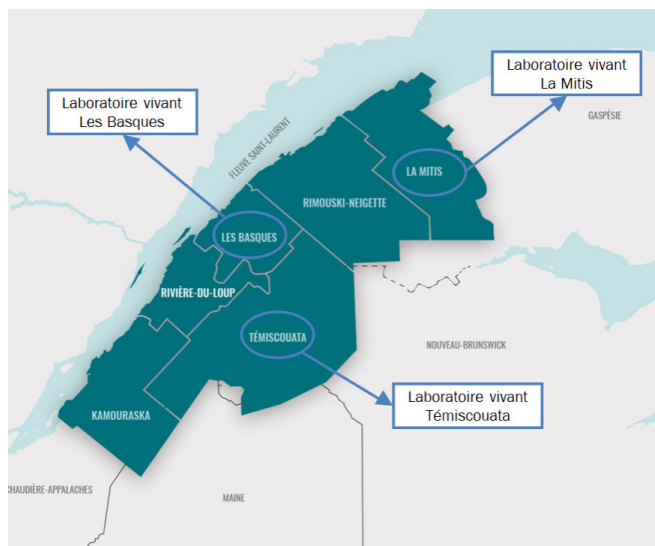 Laboratoire vivant
La Mitis
Laboratoire vivant
Les Basques
GASPÉSIE
FLEUVE SAINT-LAURENT
LA MITIS
RIMOUSKI-NEIGETTE
LES BASQUES
RIVIÈRE-DU-LOUP
TÉMISCOUATA
NOUVEAU-BRUNSWICK
Laboratoire vivant
Témiscouata
KAMOURASKA
CHAUDIÈRE-APPALACHES
MAINE